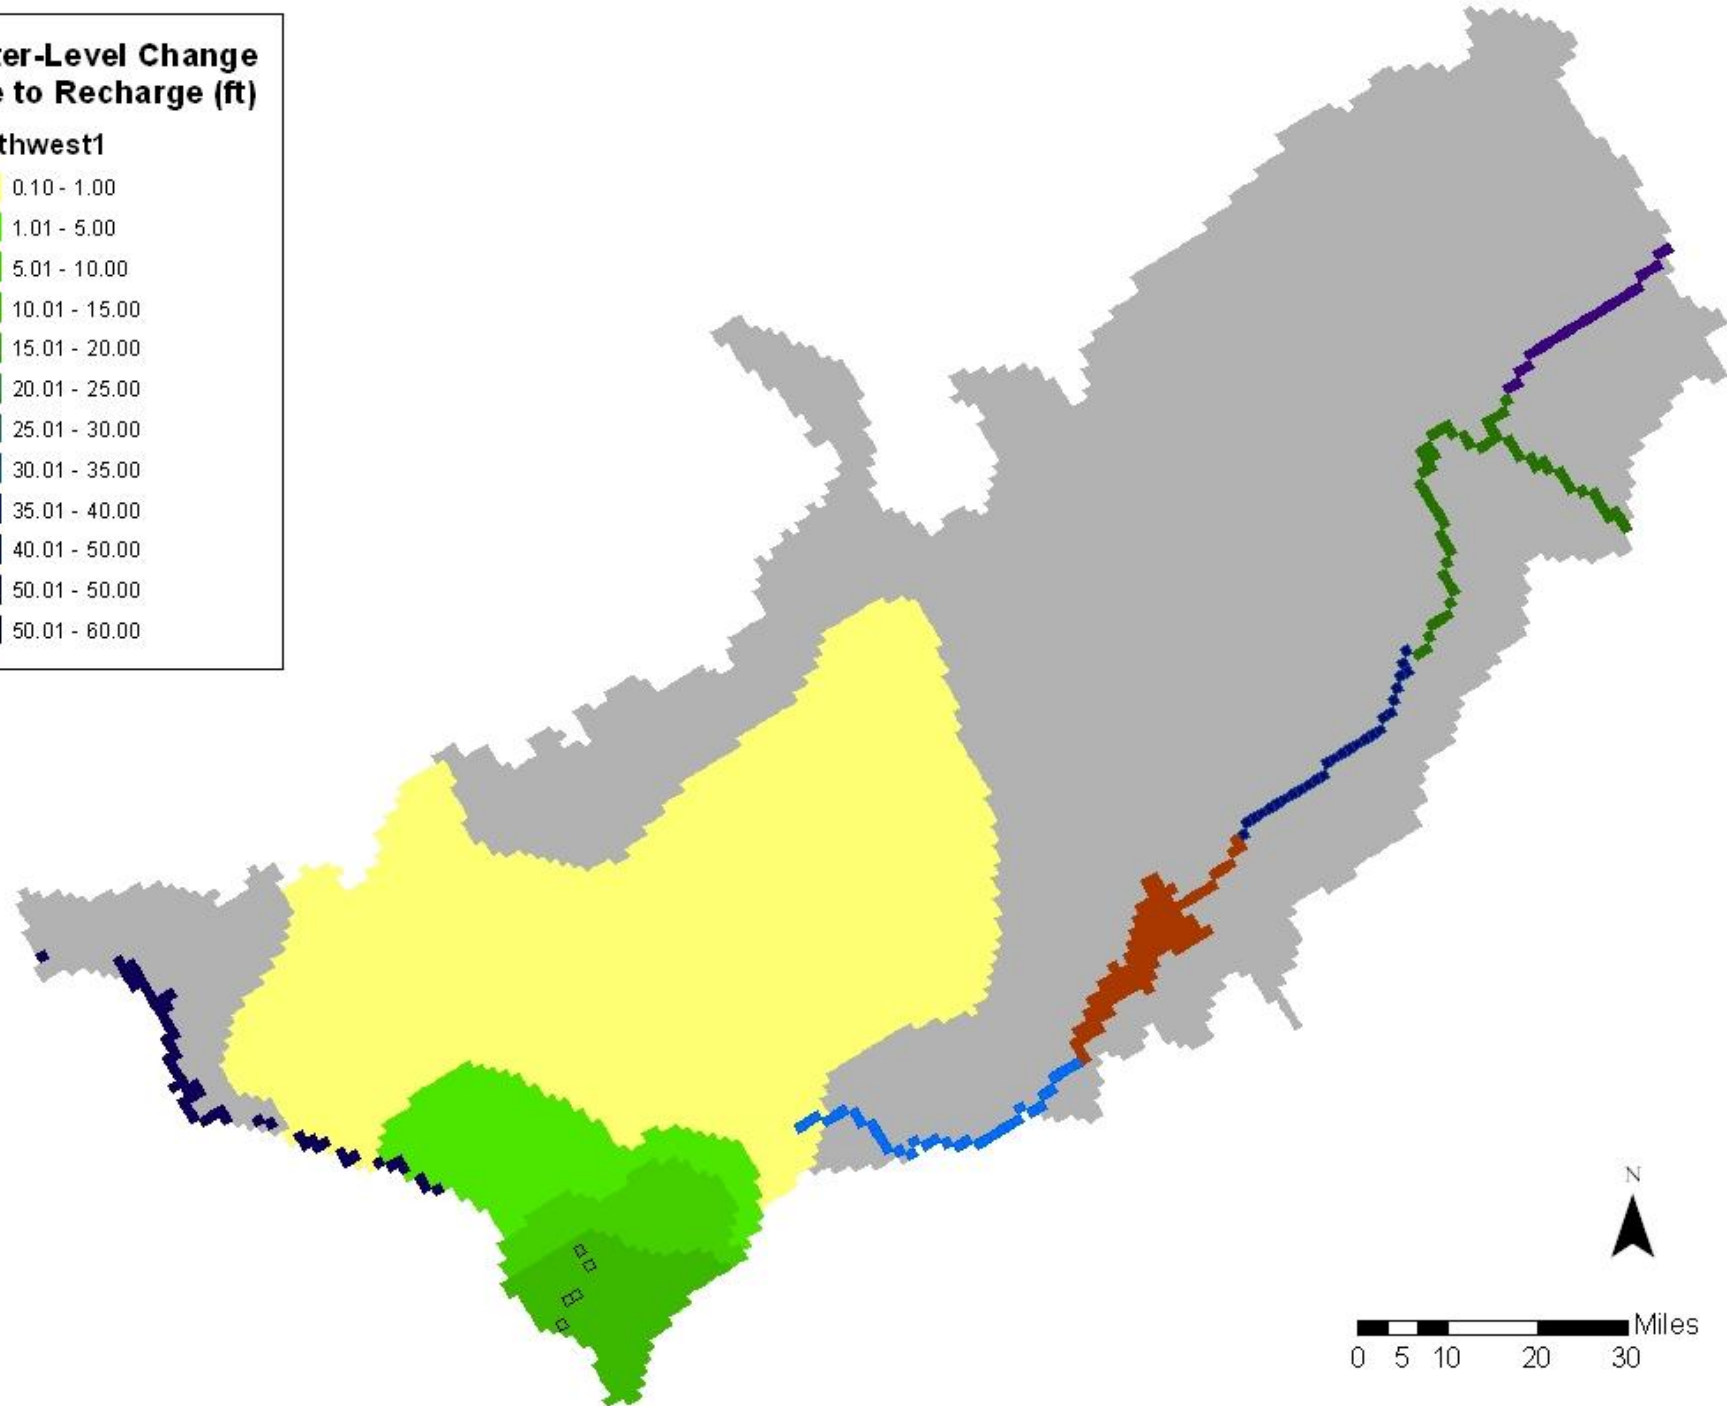 ter-Level Change
e to Recharge (ft)
thwest1
0.10 - 1.00
1.01 - 5.00
5.01 - 10.00
10.01 - 15.00
15.01 - 20.00
20.01 - 25.00
25.01 - 30.00
30.01 - 35.00
35.01 - 40.00
40.01 - 50.00
50.01 - 50.00
50.01 - 60.00
N
Miles
0 5 10 20 30